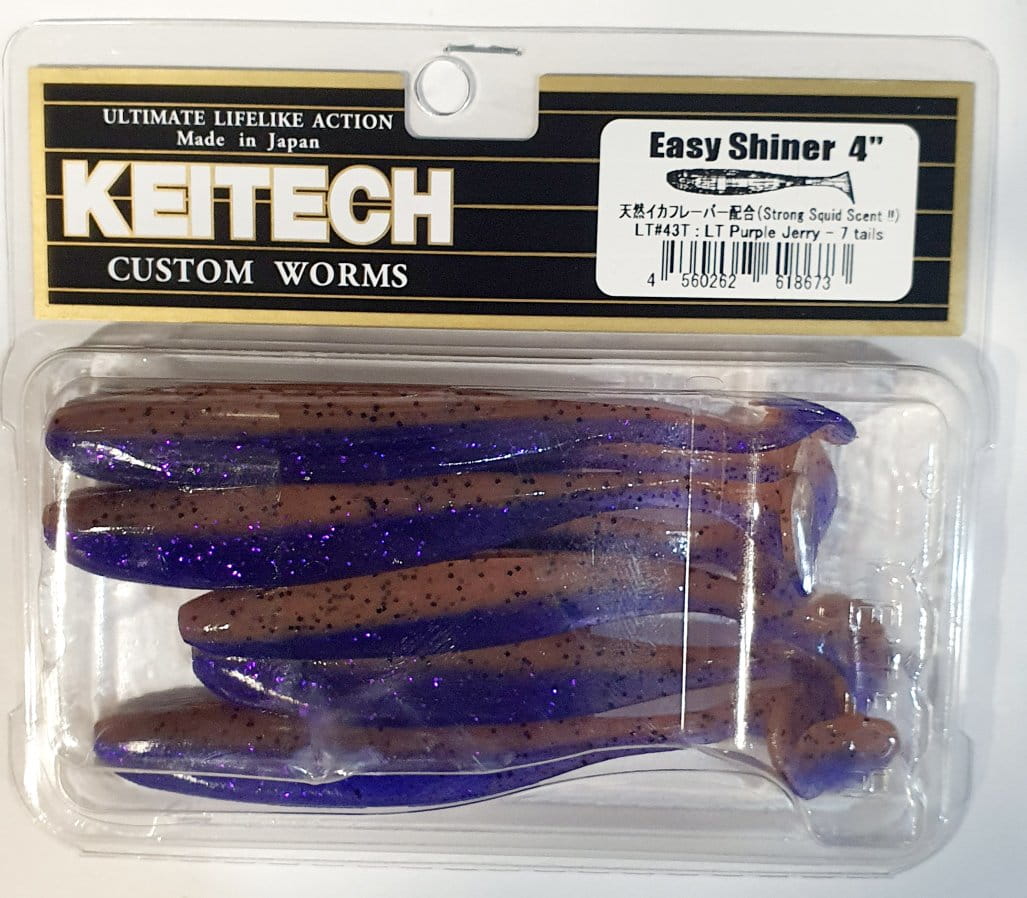 ULTIMATE LIFELIKE ACTION
Made in Japan
KEITECH
CUSTOM WORMS
Easy Shiner 4"
天然イカフレーバー配合(Strong Squid Scent !!)
LT#43T : LT Purple Jerry - 7 tails
4 560262 618673